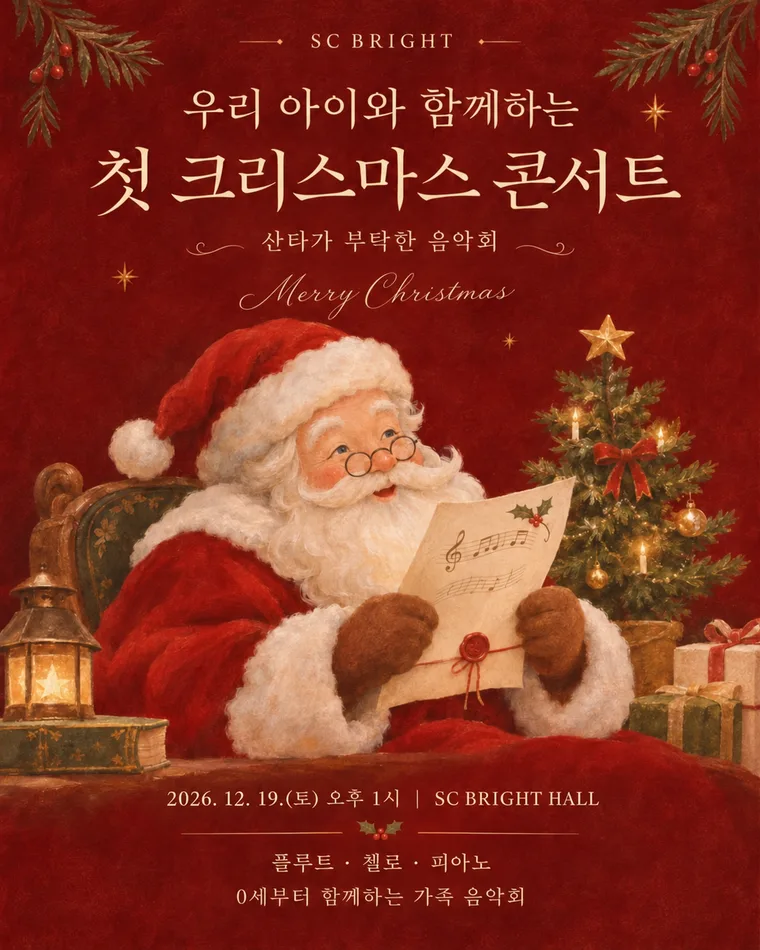 SC BRIGHT
우리 아이와 함께하는
첫 크리스마스 콘서트
산타가 부탁한 음악회
Merry Christmas
2026. 12. 19.(토) 오후 1시 | SC BRIGHT HALL
플루트 · 첼로 · 피아노
0세부터 함께하는 가족 음악회